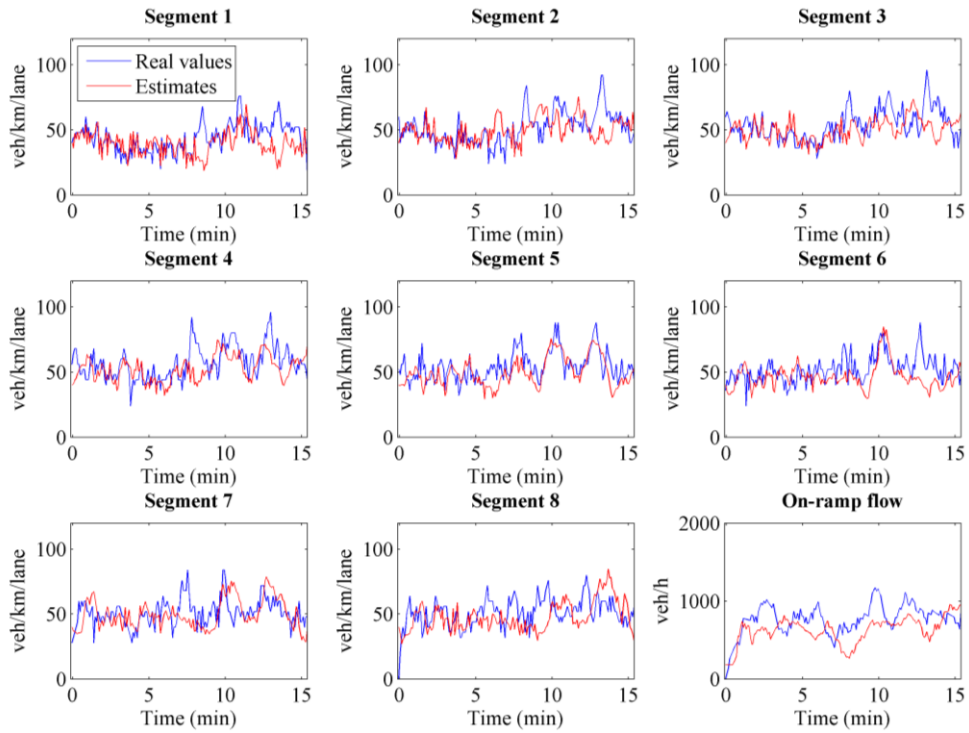 Segment 1
veh/km/lane
100
50
0
Real values
Estimates
0 5 10 15
Time (min)
Segment 2
veh/km/lane
100
50
0
0 5 10 15
Time (min)
Segment 3
veh/km/lane
100
50
0
0 5 10 15
Time (min)
Segment 4
veh/km/lane
100
50
0
0 5 10 15
Time (min)
Segment 5
veh/km/lane
100
50
0
0 5 10 15
Time (min)
Segment 6
veh/km/lane
100
50
0
0 5 10 15
Time (min)
Segment 7
veh/km/lane
100
50
0
0 5 10 15
Time (min)
Segment 8
veh/km/lane
100
50
0
0 5 10 15
Time (min)
On-ramp flow
veh/h
2000
1000
0
0 5 10 15
Time (min)